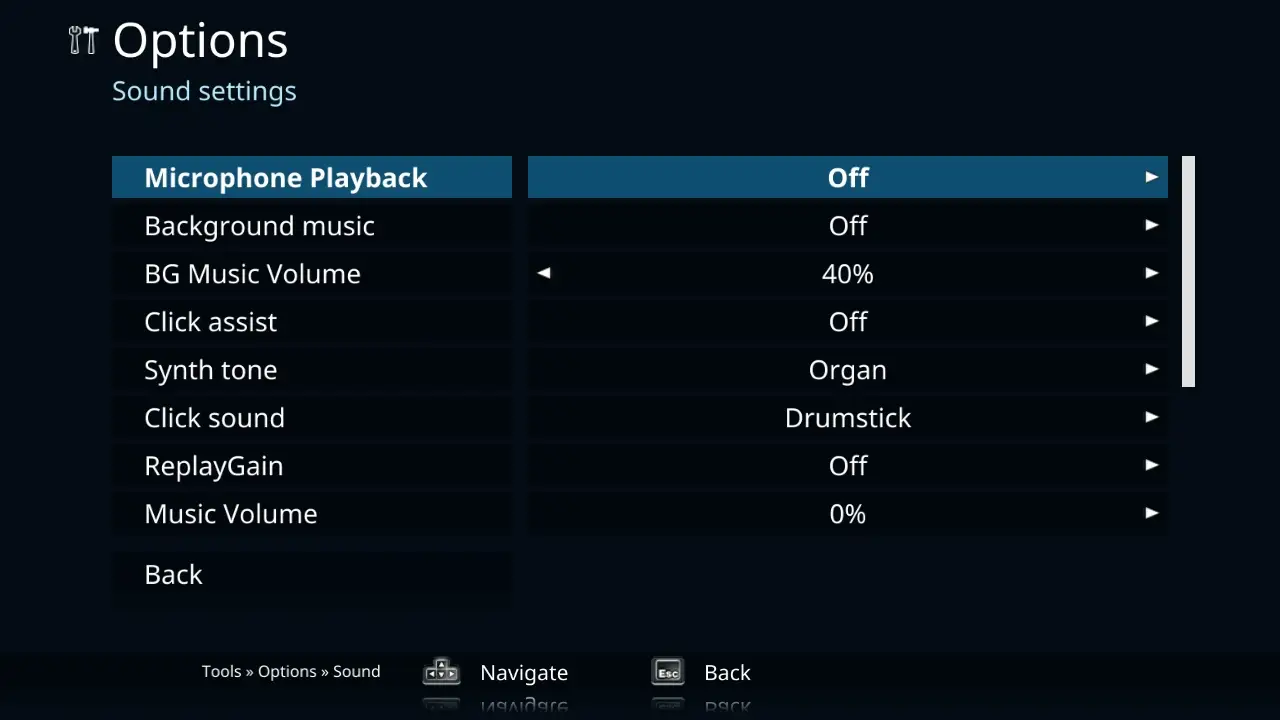 Options
Sound settings
Microphone Playback Off
Background music Off
BG Music Volume 40%
Click assist Off
Synth tone Organ
Click sound Drumstick
ReplayGain Off
Music Volume 0%
Back
Tools » Options » Sound Navigate Esc Back